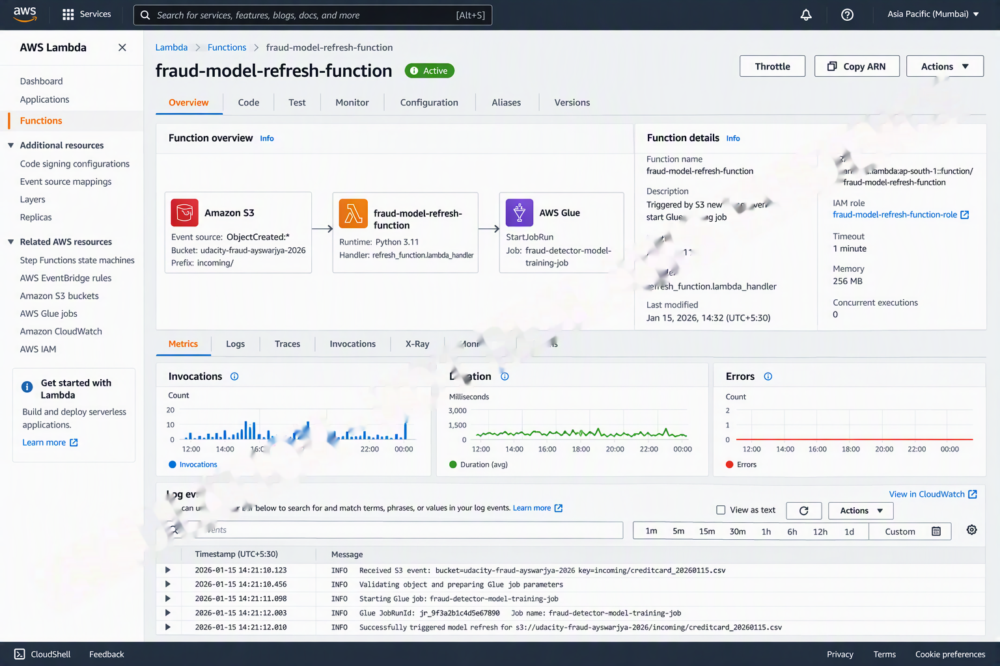 aws
Services
Search for services, features, blogs, docs, and more
[Alt+S]
Asia Pacific (Mumbai)
AWS Lambda
Dashboard
Applications
Functions
Additional resources
Code signing configurations
Event source mappings
Layers
Replicas
Related AWS resources
Step Functions state machines
AWS EventBridge rules
Amazon S3 buckets
AWS Glue jobs
Amazon CloudWatch
AWS IAM
Get started with
Lambda
Build and deploy serverless
applications.
Learn more
Lambda > Functions > fraud-model-refresh-function
fraud-model-refresh-function
Active
Throttle
Copy ARN
Actions
Overview
Code
Test
Monitor
Configuration
Aliases
Versions
Function overview Info
Amazon S3
Event source: ObjectCreated:*
Bucket: udacity-fraud-ayswarjya-2026
Prefix: incoming/
fraud-model-refresh-
function
Runtime: Python 3.11
Handler: refresh_function.lambda_handler
AWS Glue
StartJobRun
Job: fraud-detector-model-
training-job
Function details Info
Function name
fraud-model-refresh-function
Description
Triggered by S3 new
start Glue job
11
refresh_function.lambda_handler
Last modified
Jan 15, 2026, 14:32 (UTC+5:30)
lambda:ap-south-1::function/
fraud-model-refresh-function
IAM role
fraud-model-refresh-function-role
Timeout
1 minute
Memory
256 MB
Concurrent executions
0
Metrics
Logs
Traces
Invocations
X-Ray
Invocations
Count
20
10
0
12:00 14:00 22:00 00:00
Invocations
Duration
Milliseconds
3,000
1,500
0
12:00 14:00 16:00 18:00 20:00 22:00 00:00
Duration (avg)
Errors
Count
2
1
0
12:00 14:00 16:00 18:00 20:00 22:00 00:00
Errors
Log
can below to search for and match terms, phrases, or values in your log events. Learn more
View in CloudWatch
View as text
Actions
1m 5m 15m 30m 1h 6h 12h 1d Custom
Timestamp (UTC+5:30) Message
2026-01-15 14:21:10.123 INFO Received S3 event: bucket=udacity-fraud-ayswarjya-2026 key=incoming/creditcard_20260115.csv
2026-01-15 14:21:10.456 INFO Validating object and preparing Glue job parameters
2026-01-15 14:21:11.098 INFO Starting Glue job: fraud-detector-model-training-job
2026-01-15 14:21:12.003 INFO Glue JobRunId: jr_9f3a2b1c4d5e67890 Job name: fraud-detector-model-training-job
2026-01-15 14:21:12.010 INFO Successfully triggered model refresh for s3://udacity-fraud-ayswarjya-2026/incoming/creditcard_20260115.csv
CloudShell
Feedback
Privacy
Terms
Cookie preferences